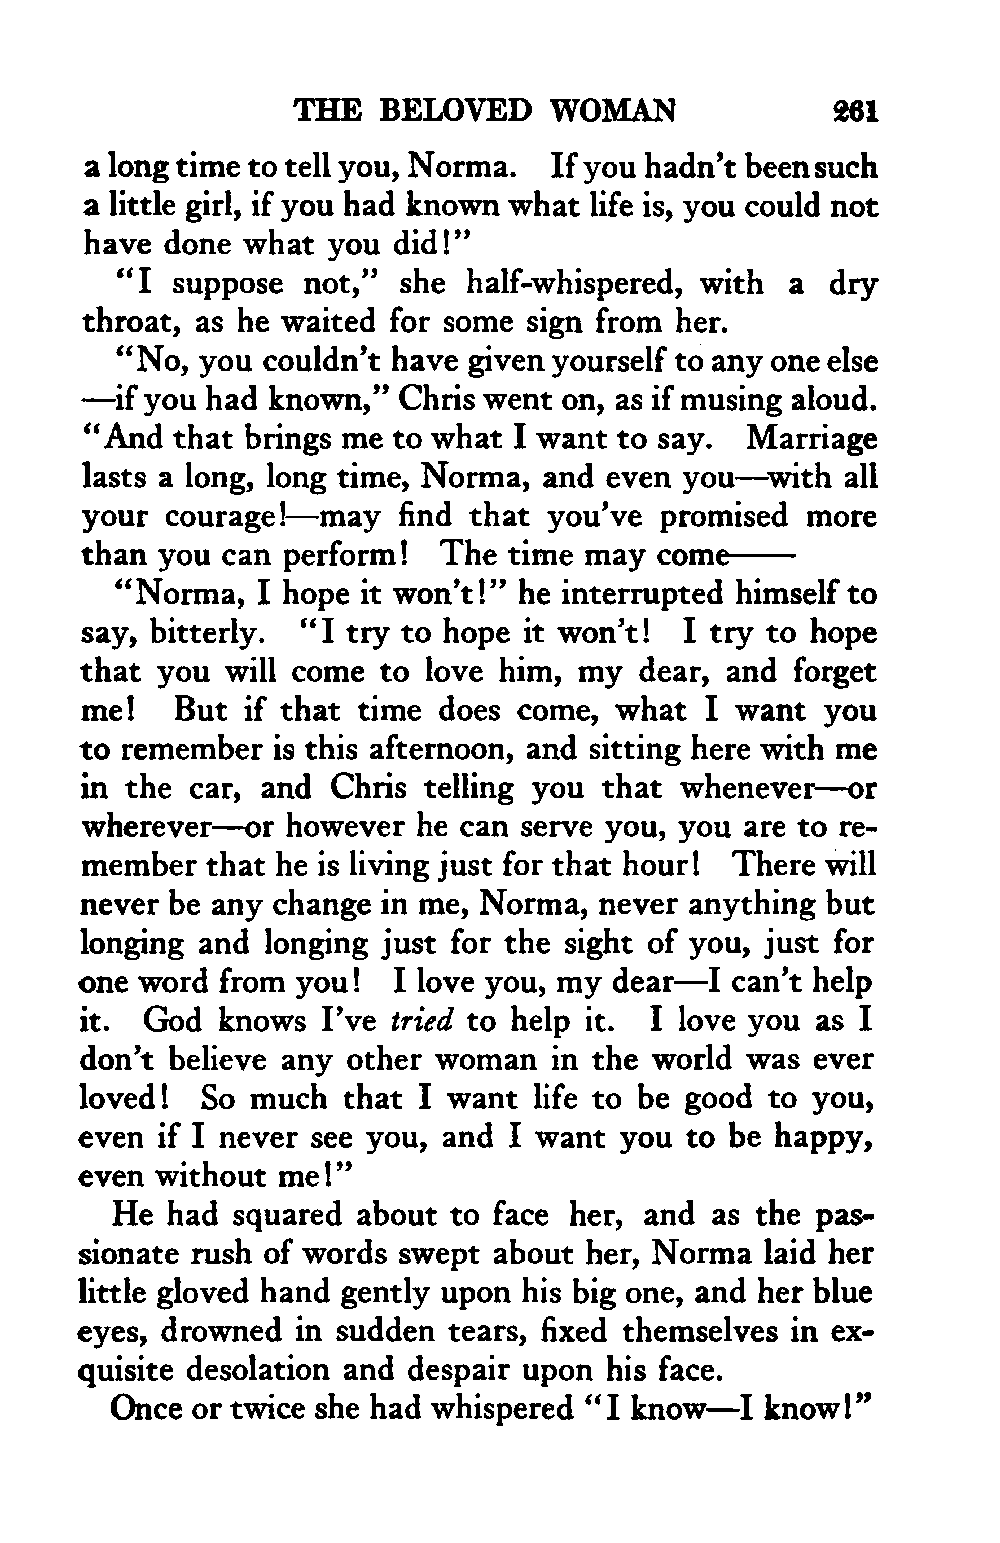 THE BELOVED WOMAN 261
a long time to tell you, Norma. If you hadn't been such
a little girl, if you had known what life is, you could not
have done what you did!"
"I suppose not," she half-whispered, with a dry
throat, as he waited for some sign from her.
"No, you couldn't have given yourself to any one else
—if you had known," Chris went on, as if musing aloud.
"And that brings me to what I want to say. Marriage
lasts a long, long time, Norma, and even you—with all
your courage!—may find that you've promised more
than you can perform! The time may come——
"Norma, I hope it won't!" he interrupted himself to
say, bitterly. "I try to hope it won't! I try to hope
that you will come to love him, my dear, and forget
me! But if that time does come, what I want you
to remember is this afternoon, and sitting here with me
in the car, and Chris telling you that whenever—or
wherever—or however he can serve you, you are to re-
member that he is living just for that hour! There will
never be any change in me, Norma, never anything but
longing and longing just for the sight of you, just for
one word from you! I love you, my dear—I can't help
it. God knows I've tried to help it. I love you as I
don't believe any other woman in the world was ever
loved! So much that I want life to be good to you,
even if I never see you, and I want you to be happy,
even without me!"
He had squared about to face her, and as the pas-
sionate rush of words swept about her, Norma laid her
little gloved hand gently upon his big one, and her blue
eyes, drowned in sudden tears, fixed themselves in ex-
quisite desolation and despair upon his face.
Once or twice she had whispered "I know—I know!"